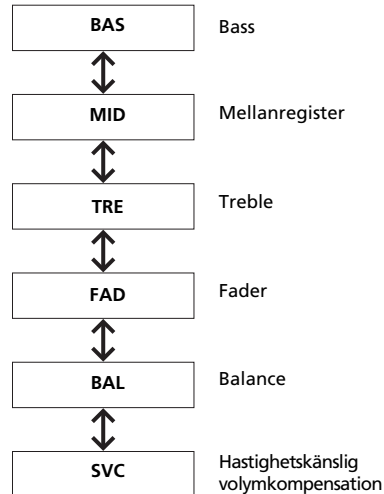 BAS Bass
MID Mellanregister
TRE Treble
FAD Fader
BAL Balance
SVC Hastighetskänslig
volymkompensation